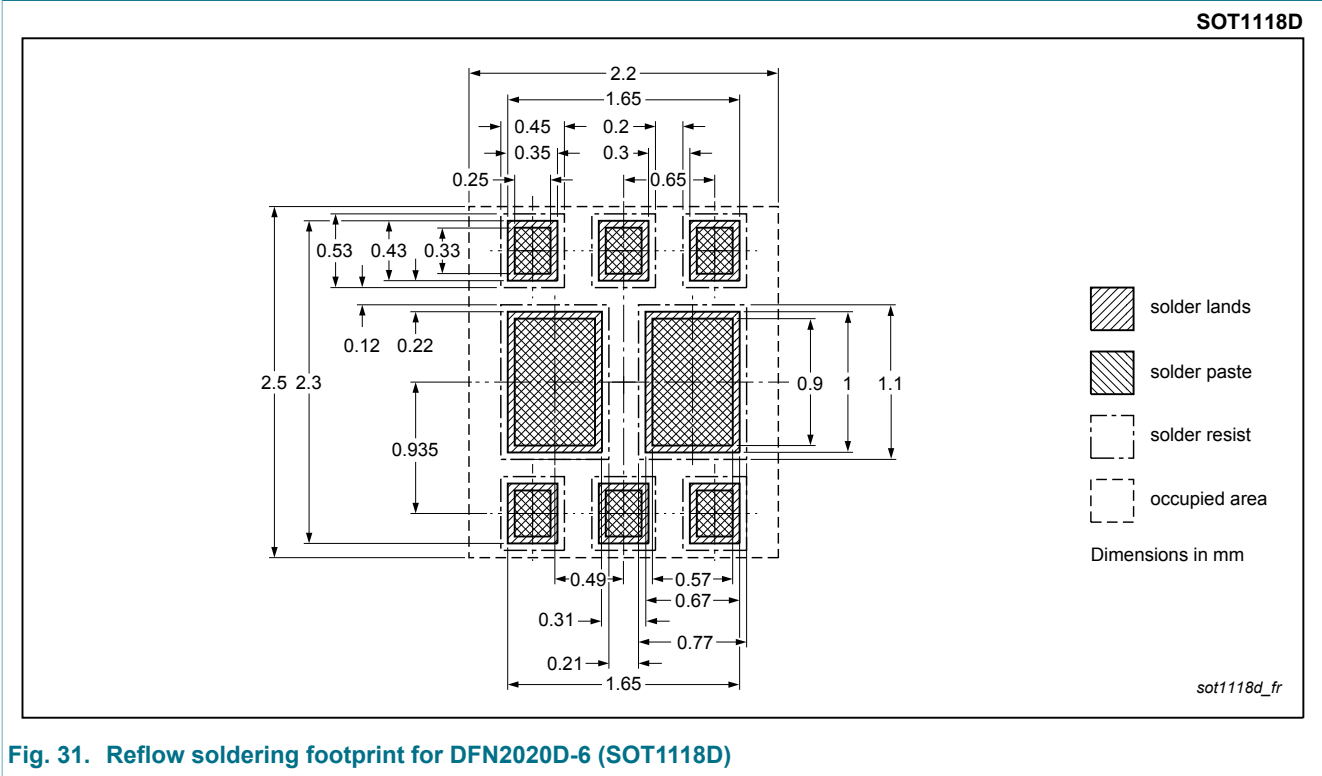 SOT1118D
2.2
1.65
0.45 0.2
0.35 0.3
0.25 0.65
0.53 0.43 0.33
0.12 0.22
2.5 2.3 0.9 1 1.1
0.935
0.49 0.57
0.67
0.31
0.77
0.21
1.65
solder lands
solder paste
solder resist
occupied area
Dimensions in mm
sot1118d_fr
Fig. 31. Reflow soldering footprint for DFN2020D-6 (SOT1118D)